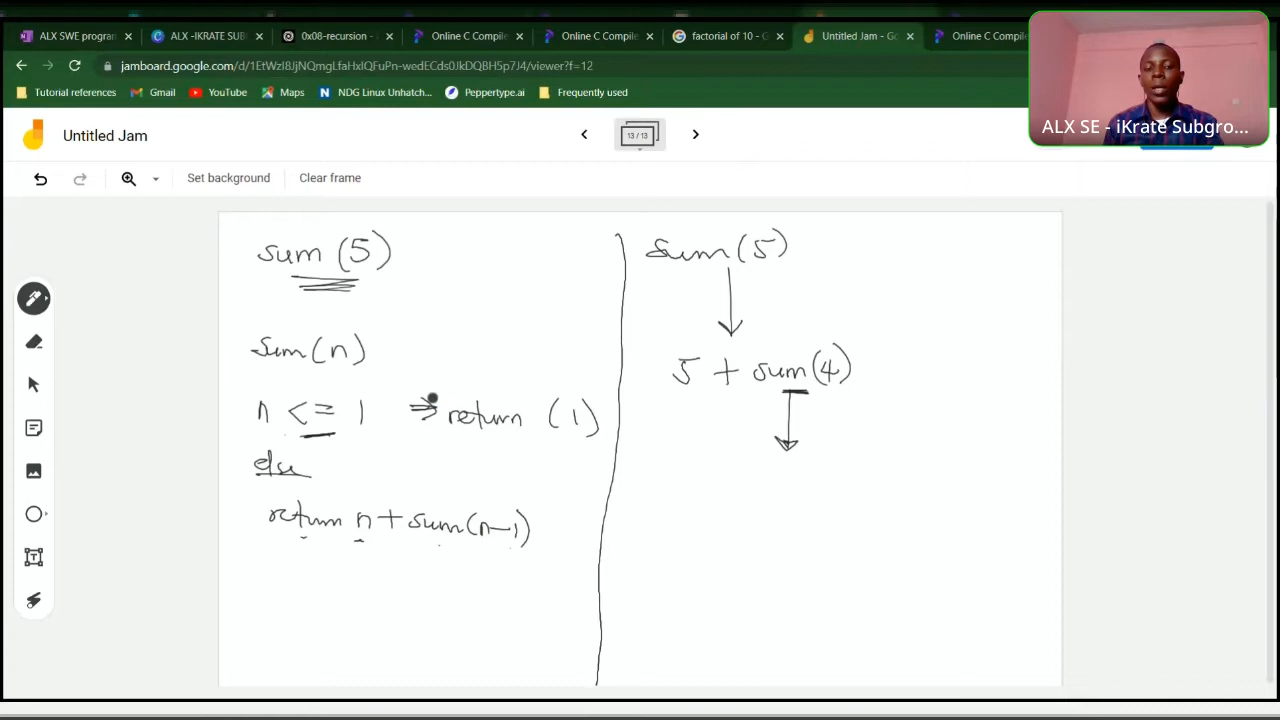 ALX SWE program
ALX -IKRATE SUB
0x08-recursion -
Online C Compile
Online C Compile
factorial of 10 - G
Untitled Jam - Go
Online C Compile
jamboard.google.com/d/1EtWzI8JjNQmgLfaHxIQFuPn-wedECds0JkDQBH5p7J4/viewer?f=12
Tutorial references
Gmail
YouTube
Maps
NDG Linux Unhatch...
Peppertype.ai
Frequently used
ALX SE - iKrate Subgro...
Untitled Jam
13 / 13
Set background
Clear frame
sum (5)
sum(n)
n <= 1 => return (1)
else
return n + sum(n-1)
sum(5)
5 + sum(4)